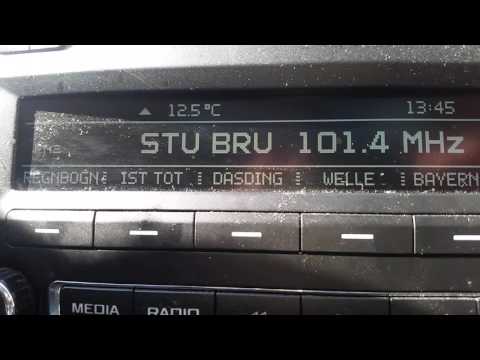 12.5°C 13:45
STU BRU 101.4 MHz
REGNBOGN IST TOT DASDING WELLE BAYERN
MEDIA RADIO